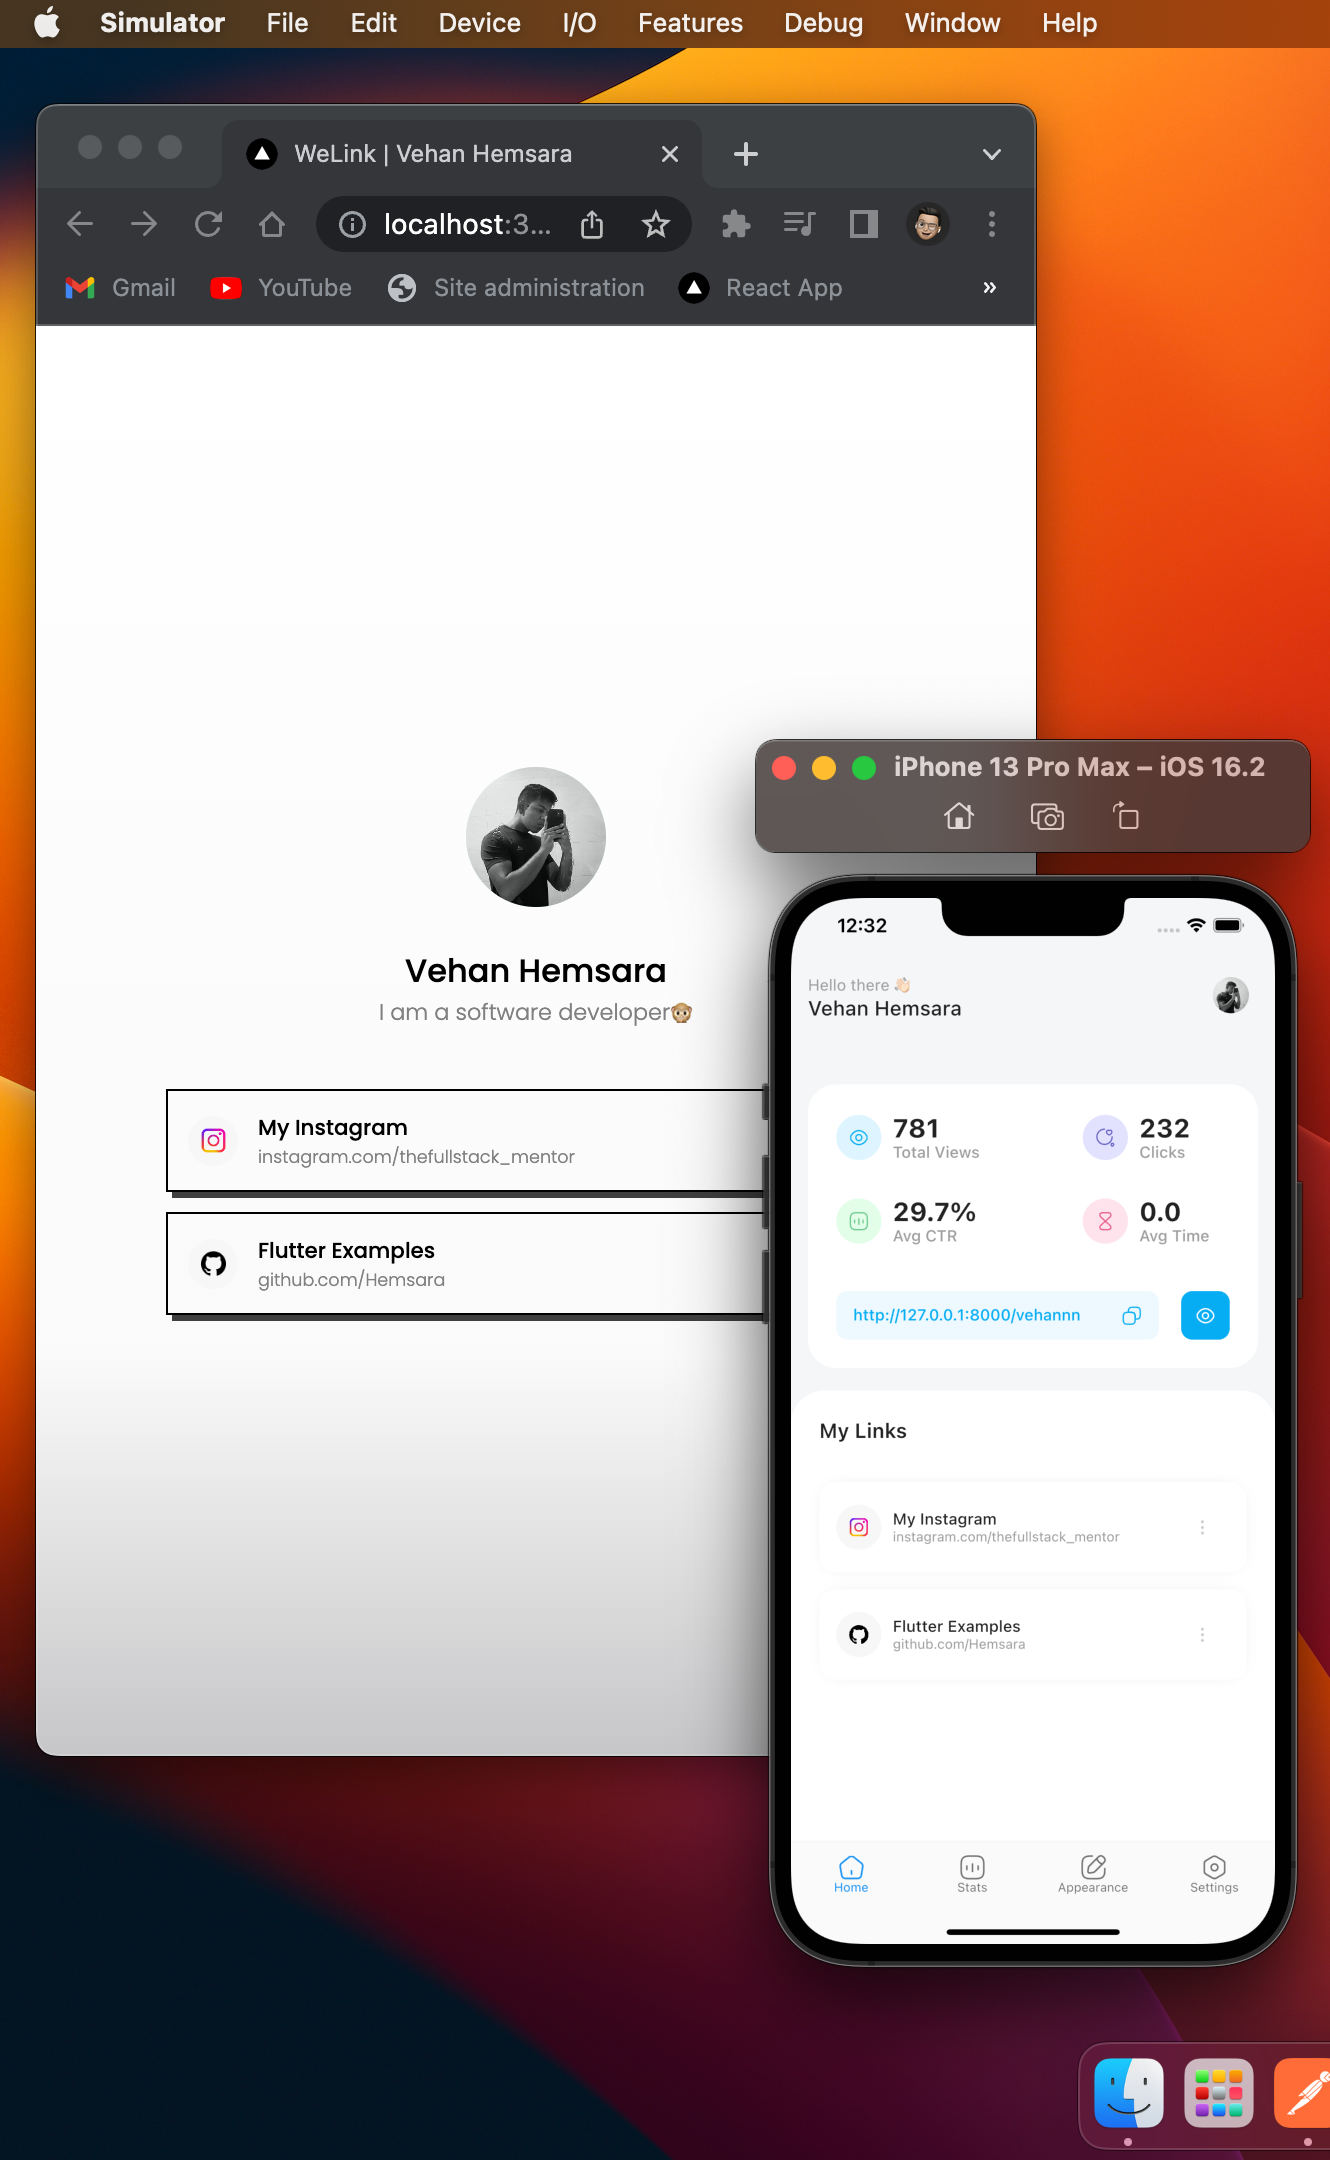 Simulator File Edit Device I/O Features Debug Window Help
WeLink | Vehan Hemsara
localhost:3...
Gmail YouTube Site administration React App »
Vehan Hemsara
I am a software developer🐵
My Instagram
instagram.com/thefullstack_mentor
Flutter Examples
github.com/Hemsara
iPhone 13 Pro Max – iOS 16.2
12:32
Hello there 👏🏻
Vehan Hemsara
781
Total Views
232
Clicks
29.7%
Avg CTR
0.0
Avg Time
http://127.0.0.1:8000/vehannn
My Links
My Instagram
instagram.com/thefullstack_mentor
Flutter Examples
github.com/Hemsara
Home Stats Appearance Settings